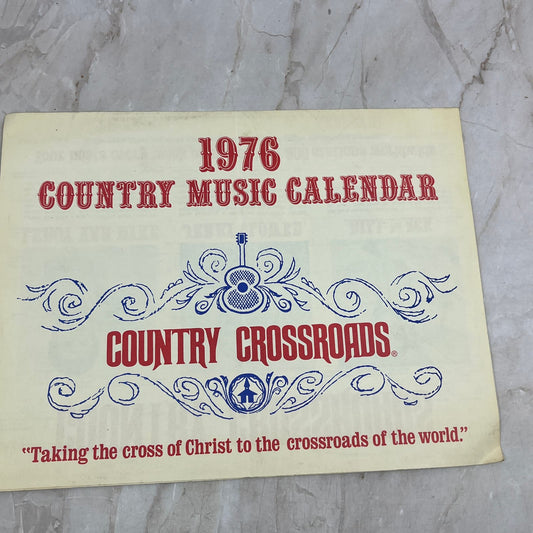 1976
COUNTRY MUSIC CALENDAR
COUNTRY CROSSROADS®
"Taking the cross of Christ to the crossroads of the world."